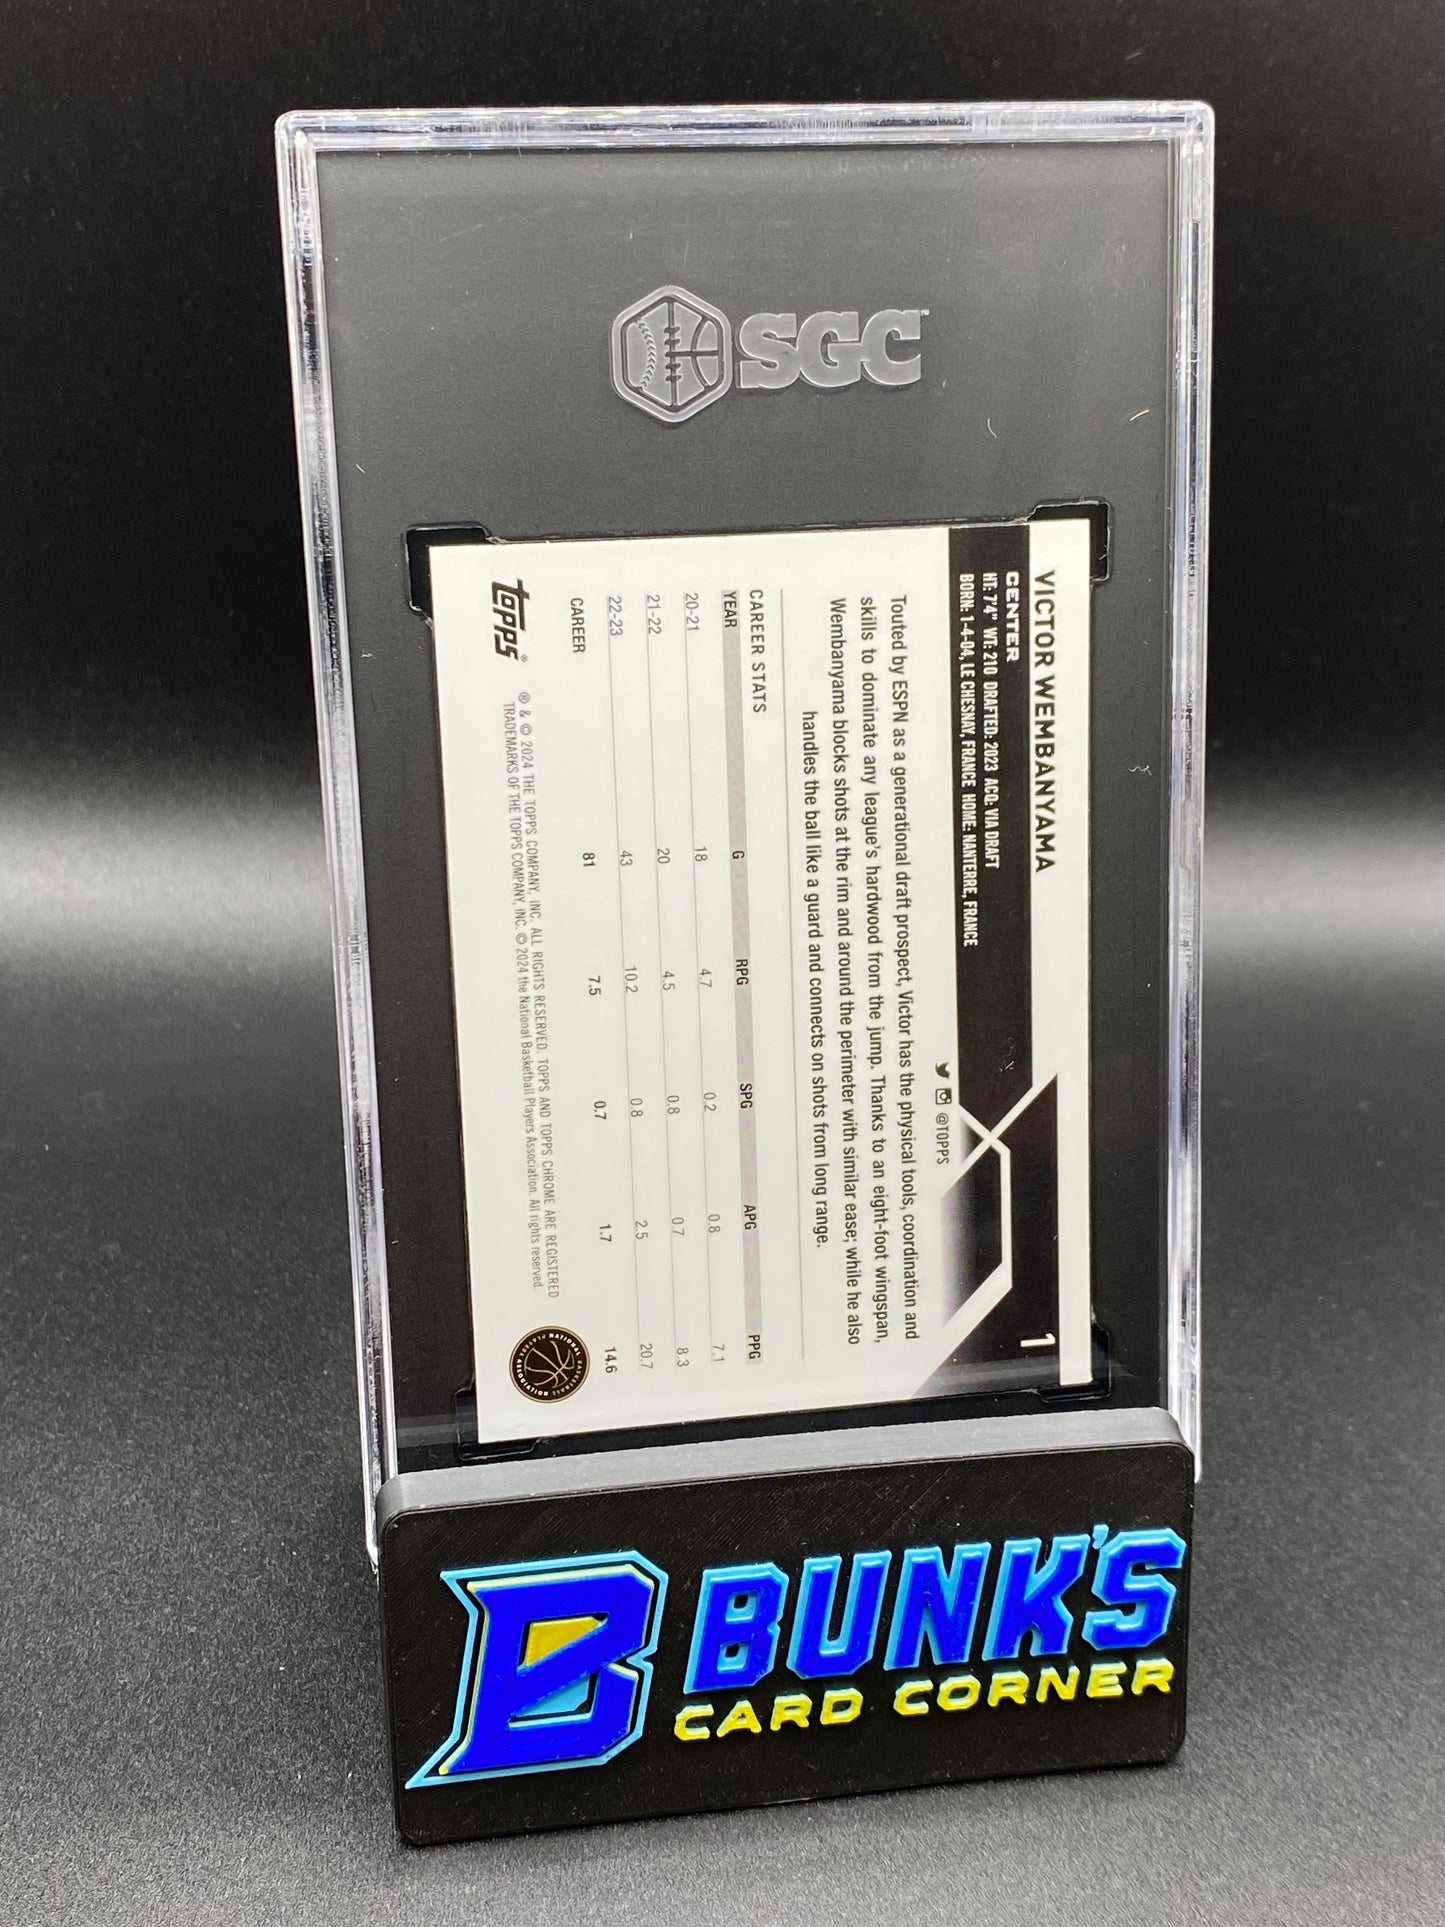 SGC
VICTOR WEMBANYAMA
1
CENTER
HT: 7'4" WT: 210 DRAFTED: 2023 ACQ: VIA DRAFT
BORN: 1-4-04, LE CHESNAY, FRANCE HOME: NANTERRE, FRANCE
@TOPPS
Touted by ESPN as a generational draft prospect, Victor has the physical tools, coordination and
skills to dominate any league's hardwood from the jump. Thanks to an eight-foot wingspan,
Wembanyama blocks shots at the rim and around the perimeter with similar ease; while he also
handles the ball like a guard and connects on shots from long range.
CAREER STATS
YEAR G RPG SPG APG PPG
20-21 18 4.7 0.2 0.8 7.1
21-22 20 4.5 0.8 0.7 8.3
22-23 43 10.2 0.8 2.5 20.7
CAREER 81 7.5 0.7 1.7 14.6
topps®
® & © 2024 THE TOPPS COMPANY, INC. ALL RIGHTS RESERVED. TOPPS AND TOPPS CHROME ARE REGISTERED
TRADEMARKS OF THE TOPPS COMPANY, INC. © 2024 the National Basketball Players Association. All rights reserved.
NATIONAL BASKETBALL PLAYERS ASSOCIATION
B BUNK'S
CARD CORNER